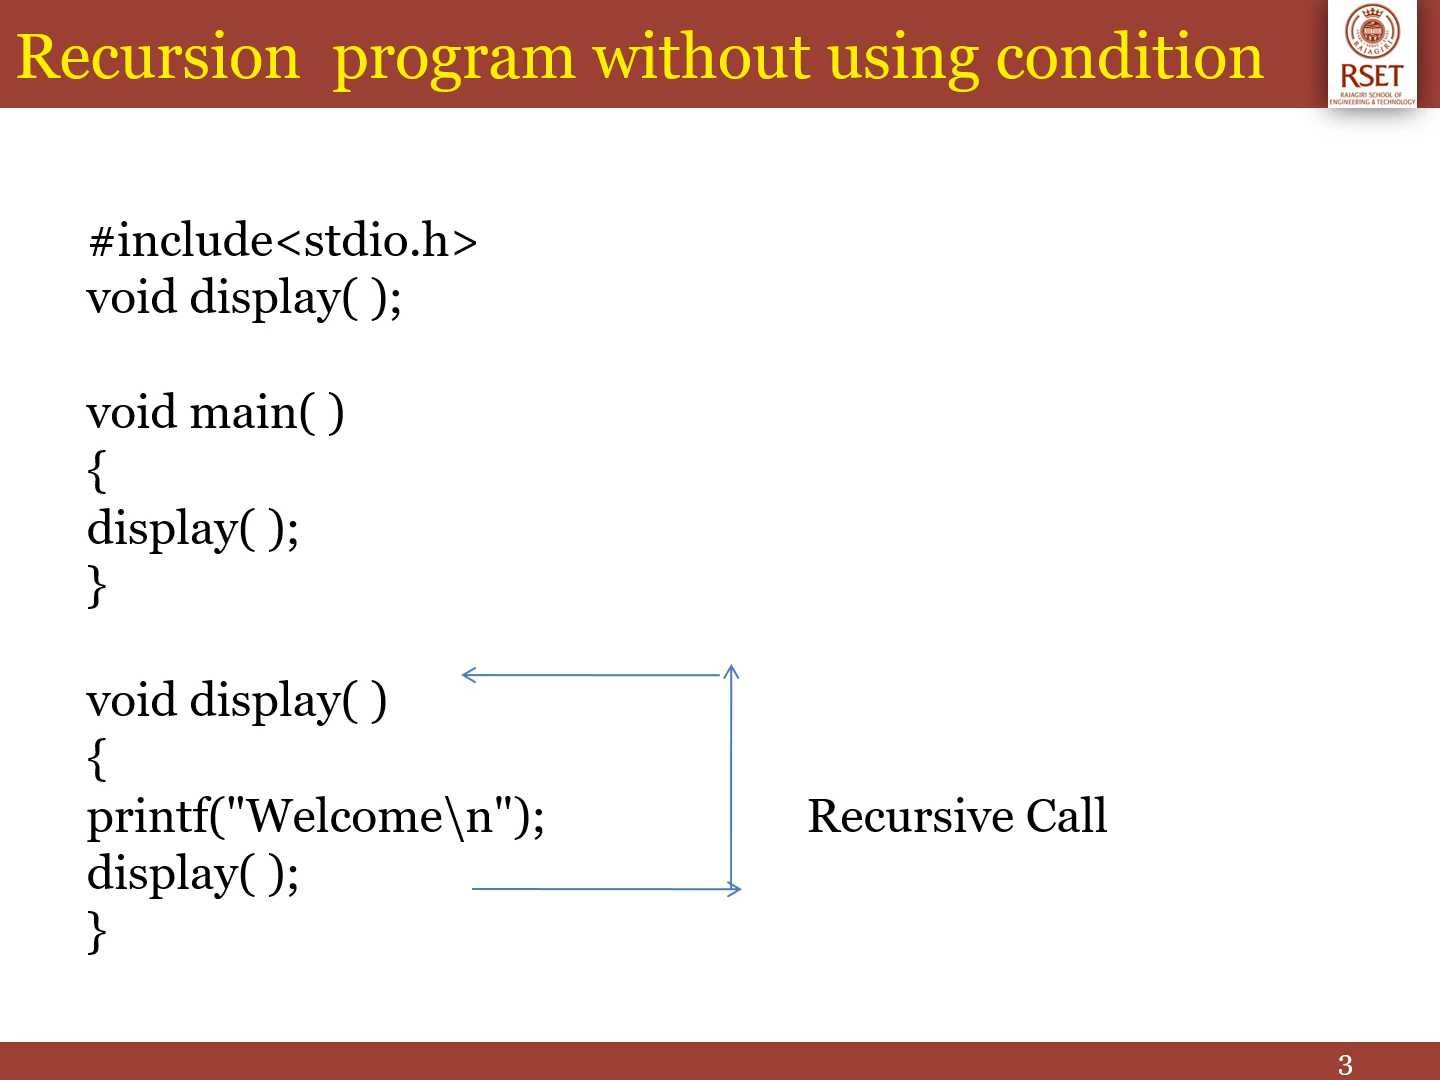 Recursion  program without using condition
RAJAGIRI
RSET
RAJAGIRI SCHOOL OF
ENGINEERING & TECHNOLOGY
#include<stdio.h>
void display( );
void main( )
{
display( );
}
void display( )
{
printf("Welcome\n");
Recursive Call
display( );
}
3